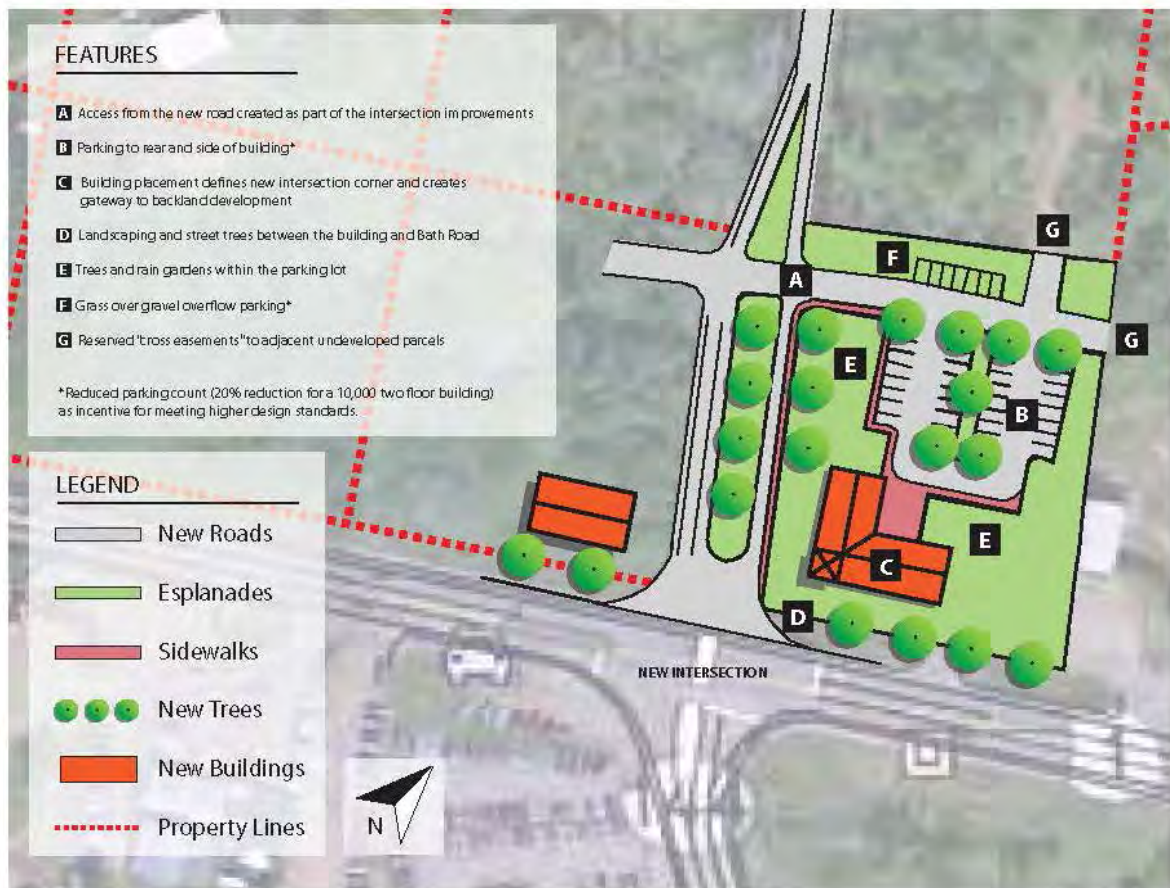 FEATURES
A Access from the new road created as part of the intersection improvements
B Parking to rear and side of building*
C Building placement defines new intersection corner and creates
gateway to backland development
D Landscaping and street trees between the building and Bath Road
E Trees and rain gardens within the parking lot
F Grass over gravel overflow parking*
G Reserved "cross easements" to adjacent undeveloped parcels
*Reduced parking count (20% reduction for a 10,000 two floor building)
as incentive for meeting higher design standards.
LEGEND
New Roads
Esplanades
Sidewalks
New Trees
New Buildings
Property Lines
N
G
F
A
G
E
B
E
C
D
NEW INTERSECTION